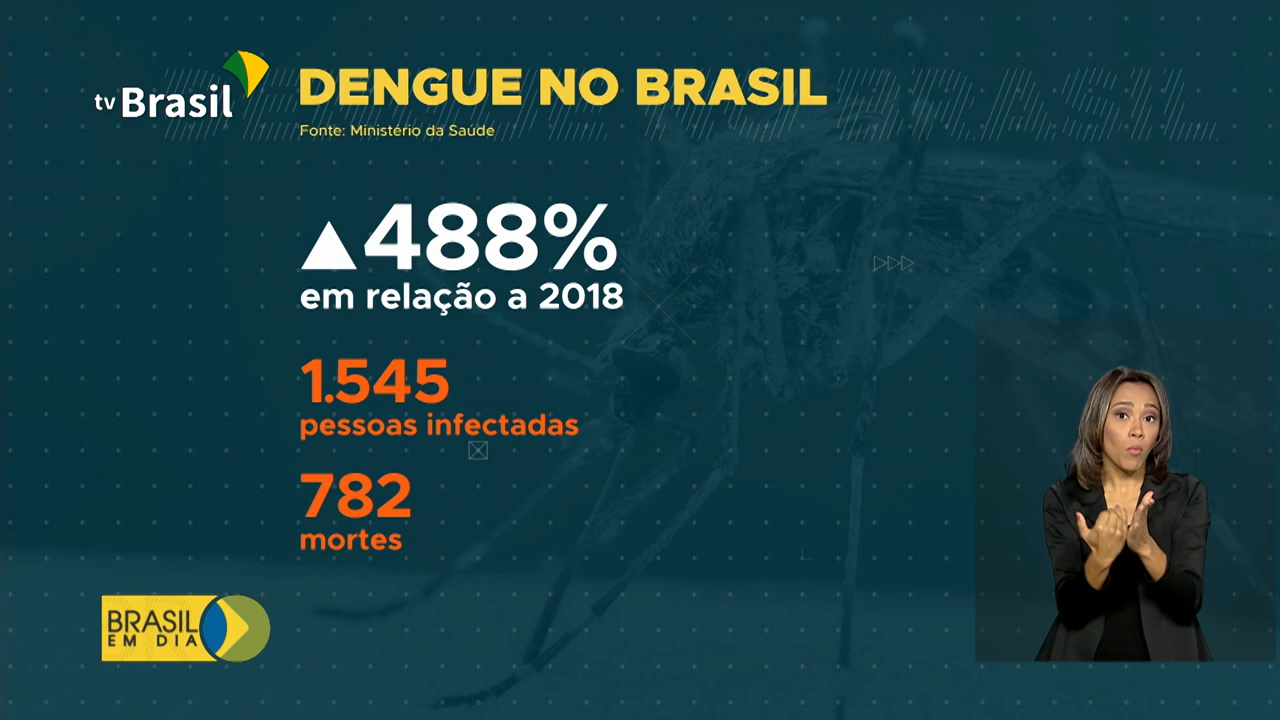 tv Brasil
DENGUE NO BRASIL
Fonte: Ministério da Saúde
▲488%
em relação a 2018
1.545
pessoas infectadas
782
mortes
BRASIL
EM DIA